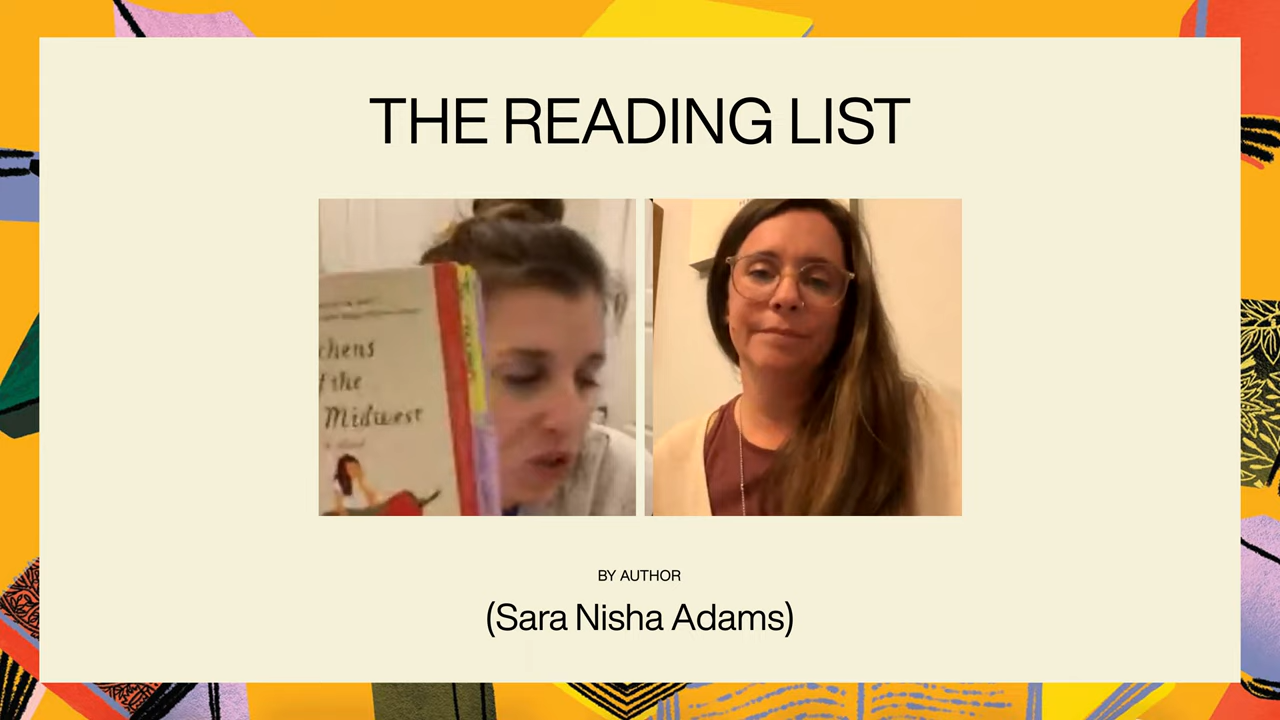 THE READING LIST
chens
f the
Midwest
BY AUTHOR
(Sara Nisha Adams)